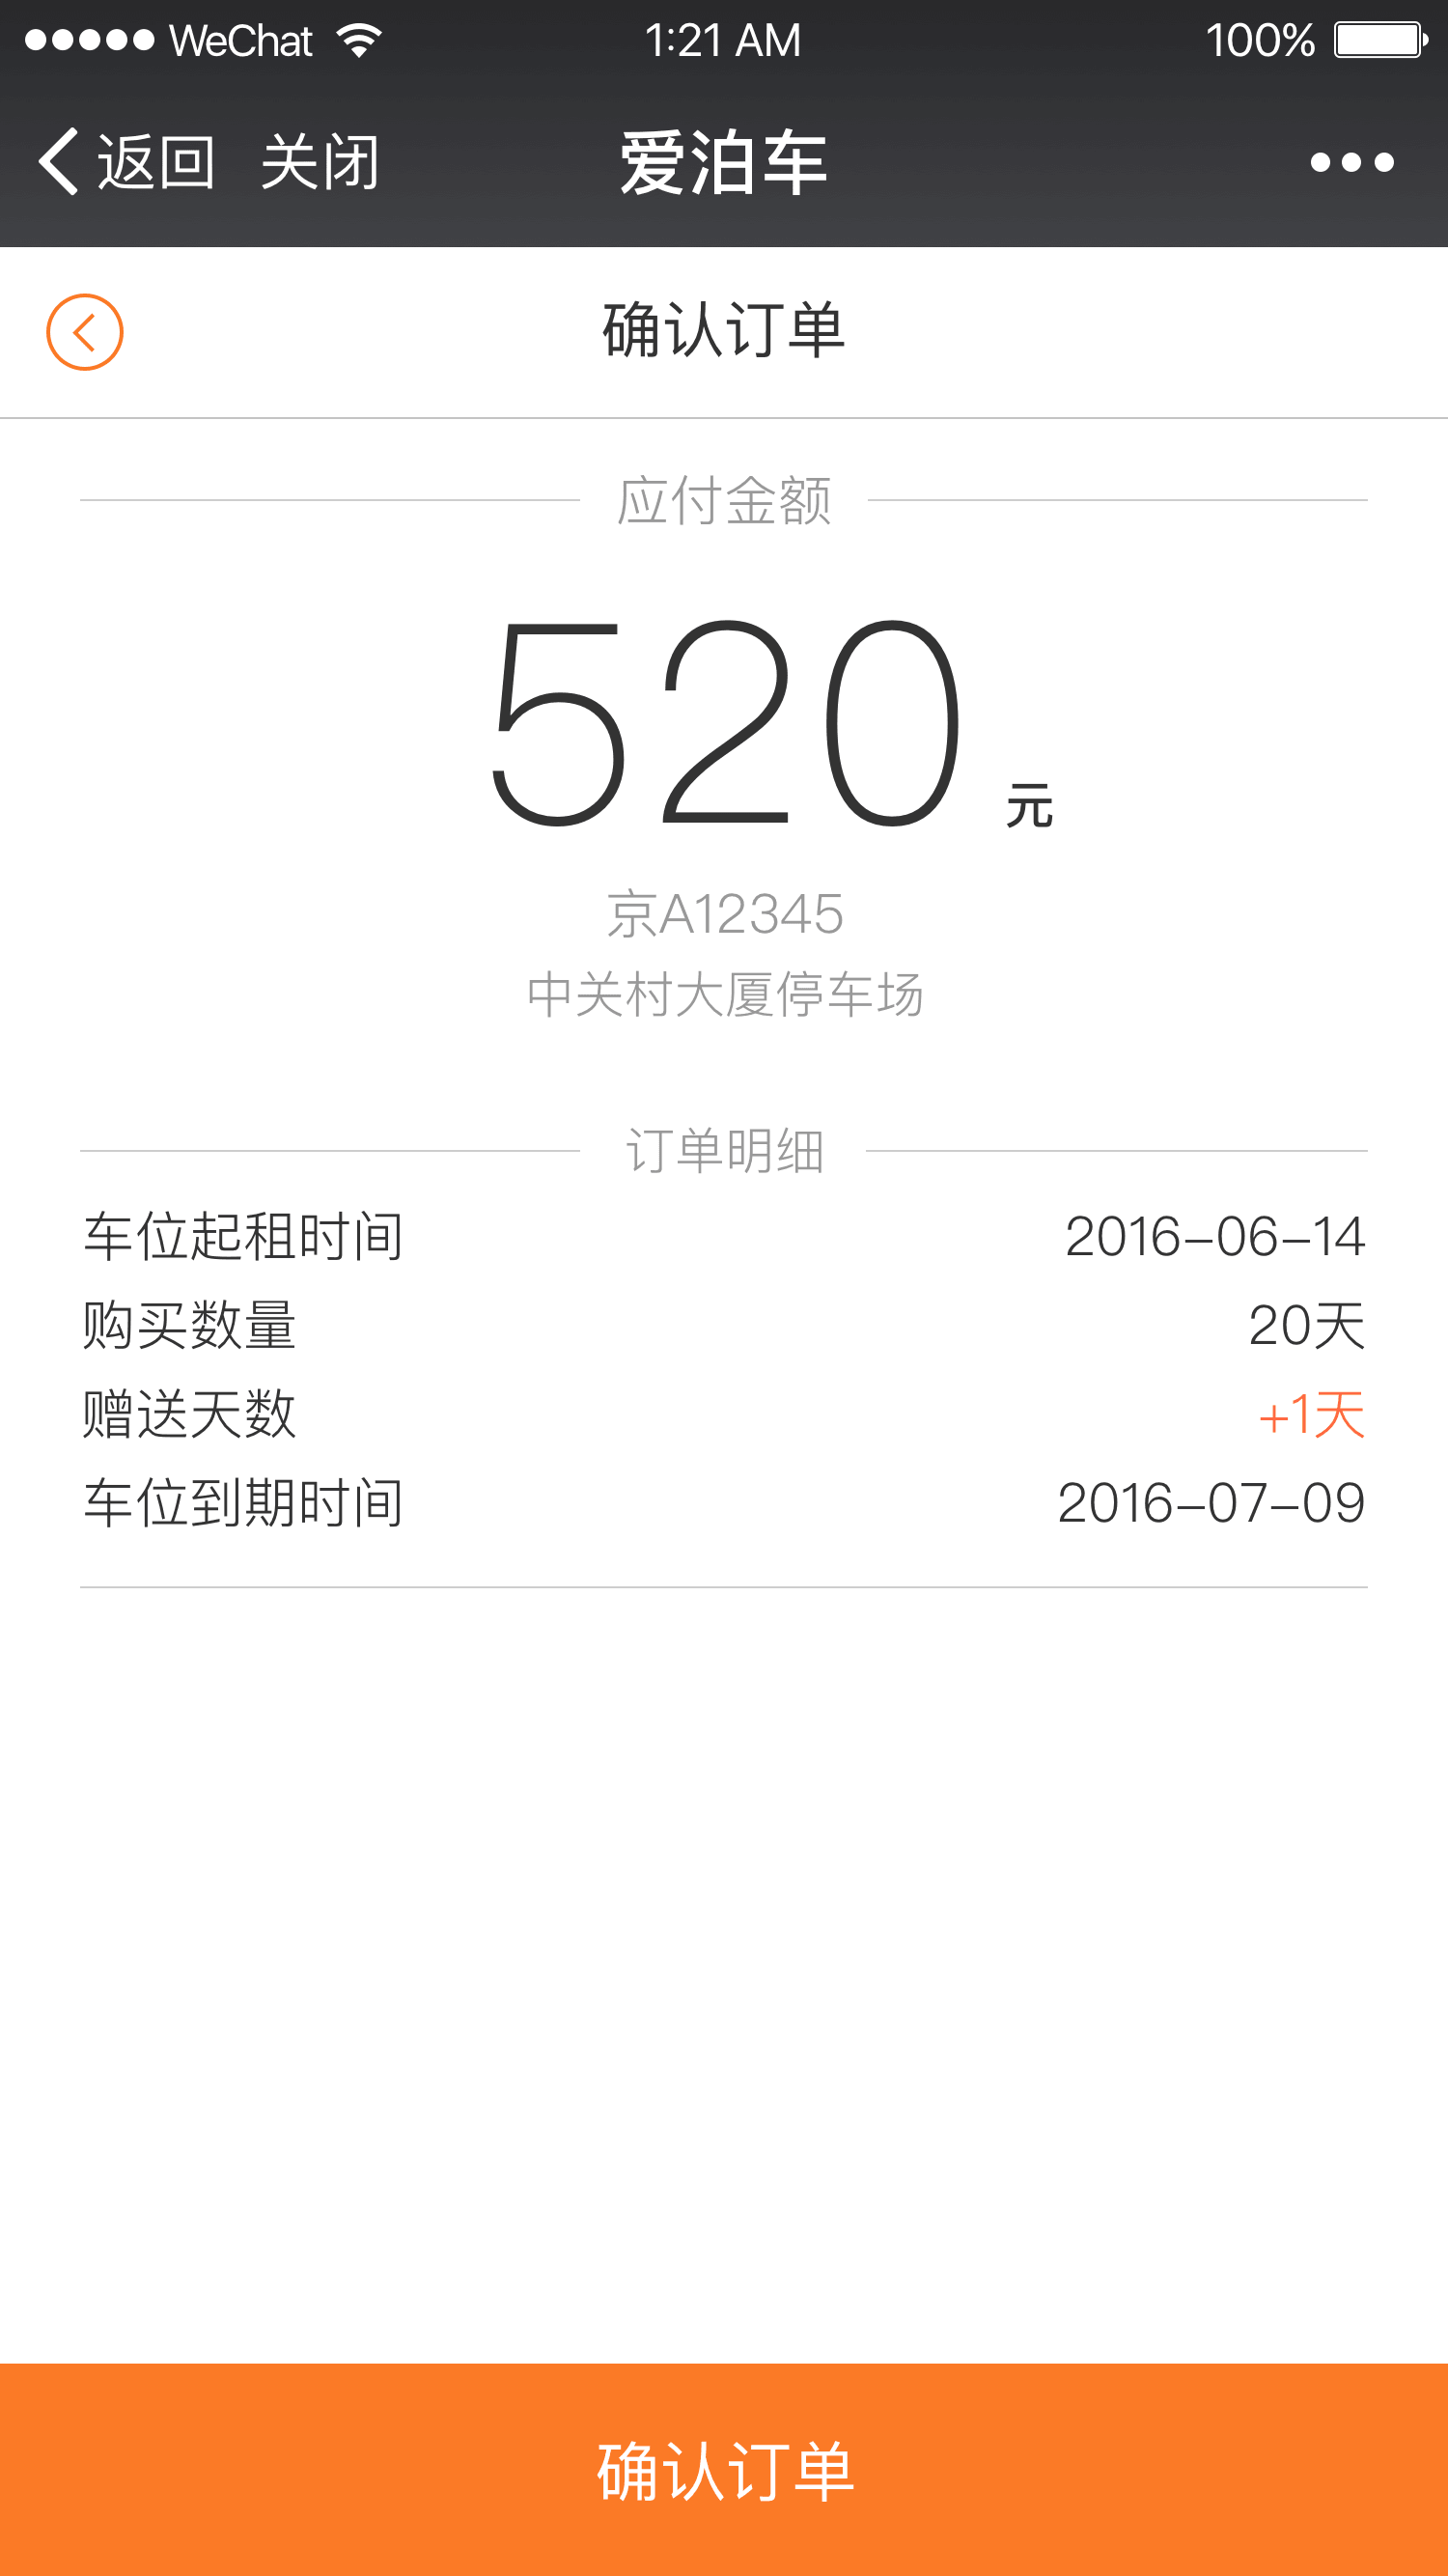 WeChat 1:21 AM 100%
返回 关闭 爱泊车
确认订单
应付金额
520 元
京A12345
中关村大厦停车场
订单明细
车位起租时间 2016-06-14
购买数量 20天
赠送天数 +1天
车位到期时间 2016-07-09
确认订单